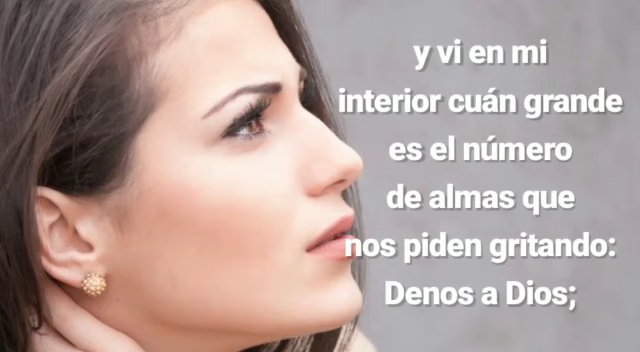 y vi en mi
interior cuán grande
es el número
de almas que
nos piden gritando:
Denos a Dios;